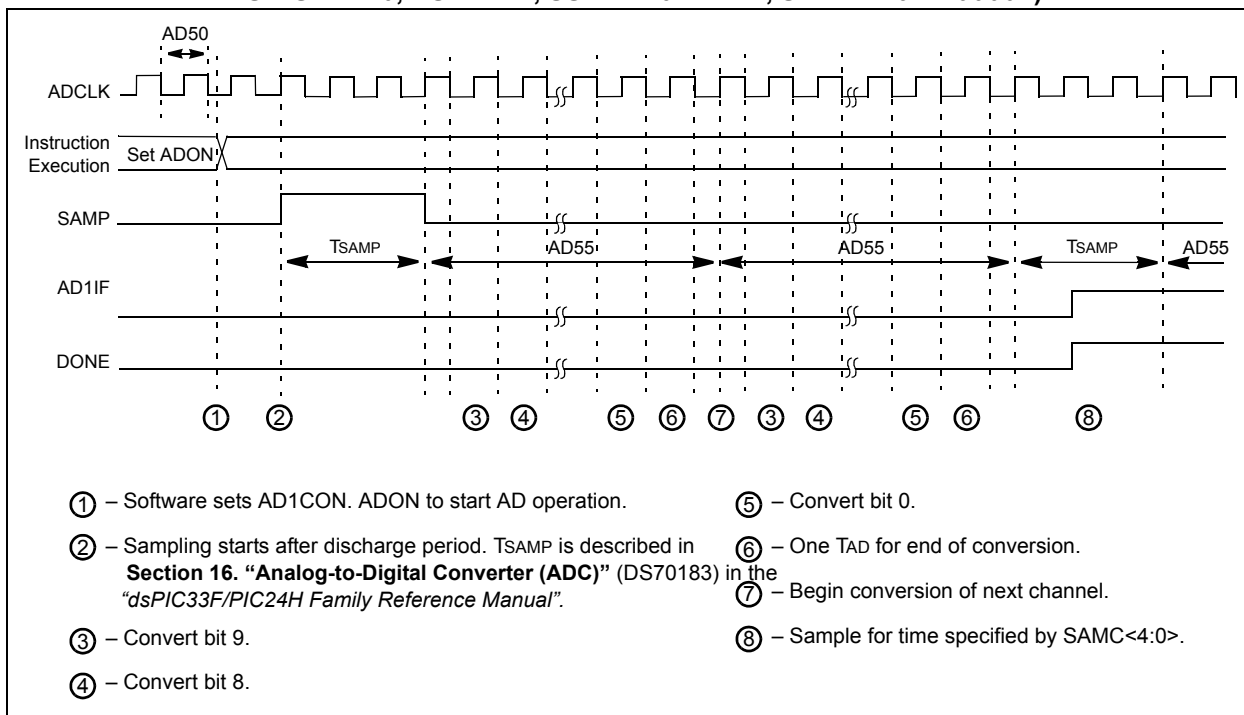 AD50
ADCLK
Instruction
Execution
Set ADON
SAMP
TSAMP
AD55
AD55
TSAMP
AD55
AD1IF
DONE
1 2 3 4 5 6 7 3 4 5 6 8
1 – Software sets AD1CON. ADON to start AD operation.
2 – Sampling starts after discharge period. TSAMP is described in
Section 16. “Analog-to-Digital Converter (ADC)” (DS70183) in the
“dsPIC33F/PIC24H Family Reference Manual”.
3 – Convert bit 9.
4 – Convert bit 8.
5 – Convert bit 0.
6 – One TAD for end of conversion.
7 – Begin conversion of next channel.
8 – Sample for time specified by SAMC<4:0>.